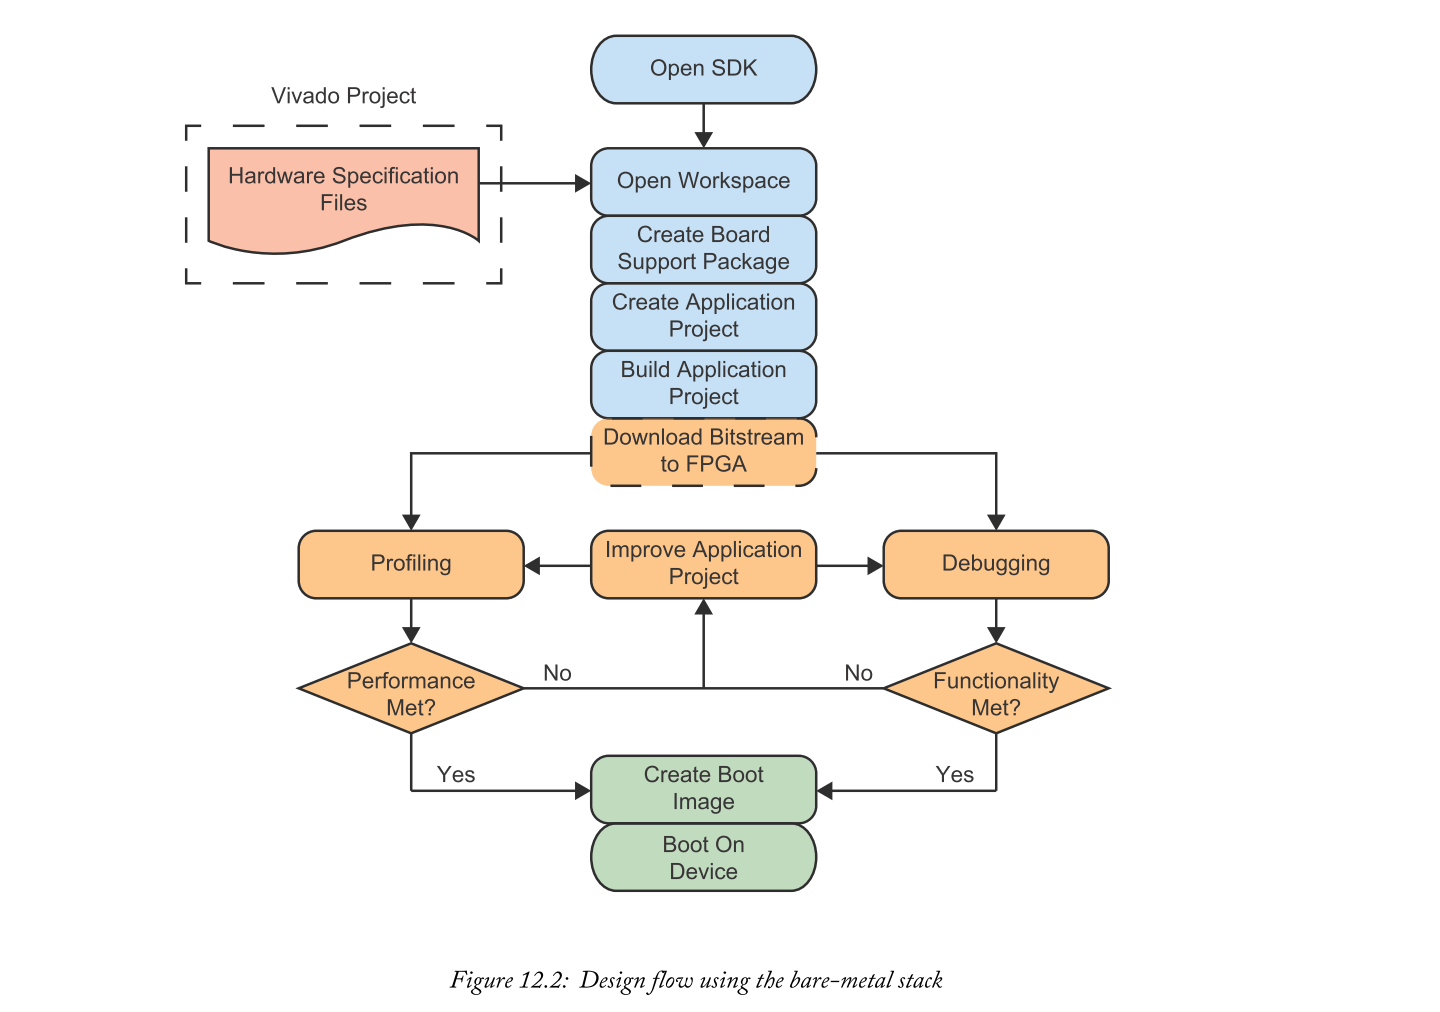 Open SDK
Vivado Project
Hardware Specification
Files
Open Workspace
Create Board
Support Package
Create Application
Project
Build Application
Project
Download Bitstream
to FPGA
Profiling
Improve Application
Project
Debugging
Performance
Met?
No
No
Functionality
Met?
Yes
Create Boot
Image
Yes
Boot On
Device
Figure 12.2: Design flow using the bare-metal stack